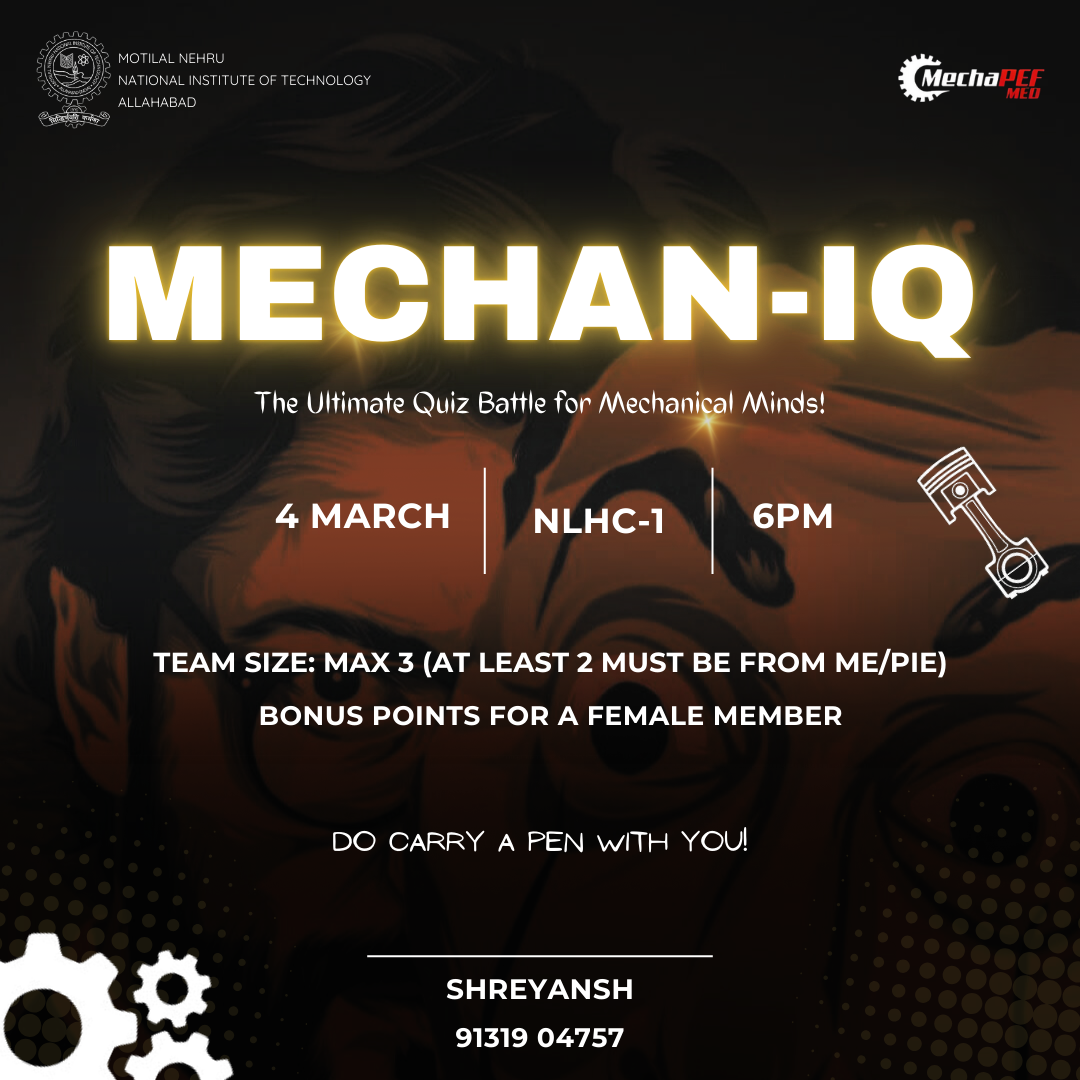 MOTILAL NEHRU
NATIONAL INSTITUTE OF TECHNOLOGY
ALLAHABAD
MechaPEF
MED
MECHAN-IQ
The Ultimate Quiz Battle for Mechanical Minds!
4 MARCH
NLHC-1
6PM
TEAM SIZE: MAX 3 (AT LEAST 2 MUST BE FROM ME/PIE)
BONUS POINTS FOR A FEMALE MEMBER
DO CARRY A PEN WITH YOU!
SHREYANSH
91319 04757